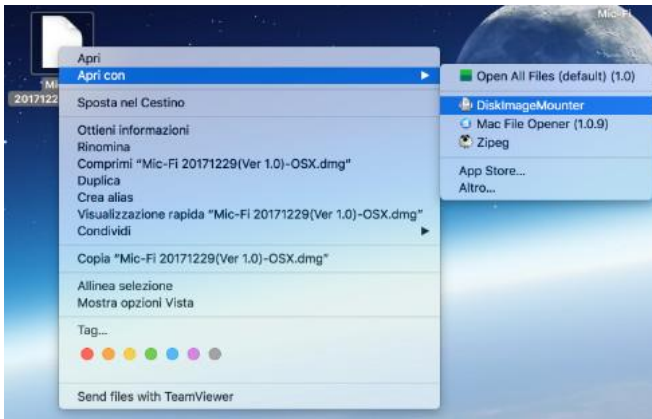 Mic-Fi
Mi
2017122
Apri
Apri con
Sposta nel Cestino
Ottieni informazioni
Rinomina
Comprimi "Mic-Fi 20171229(Ver 1.0)-OSX.dmg"
Duplica
Crea alias
Visualizzazione rapida "Mic-Fi 20171229(Ver 1.0)-OSX.dmg"
Condividi
Copia "Mic-Fi 20171229(Ver 1.0)-OSX.dmg"
Allinea selezione
Mostra opzioni Vista
Tag...
Send files with TeamViewer
Open All Files (default) (1.0)
DiskImageMounter
Mac File Opener (1.0.9)
Zipeg
App Store...
Altro...